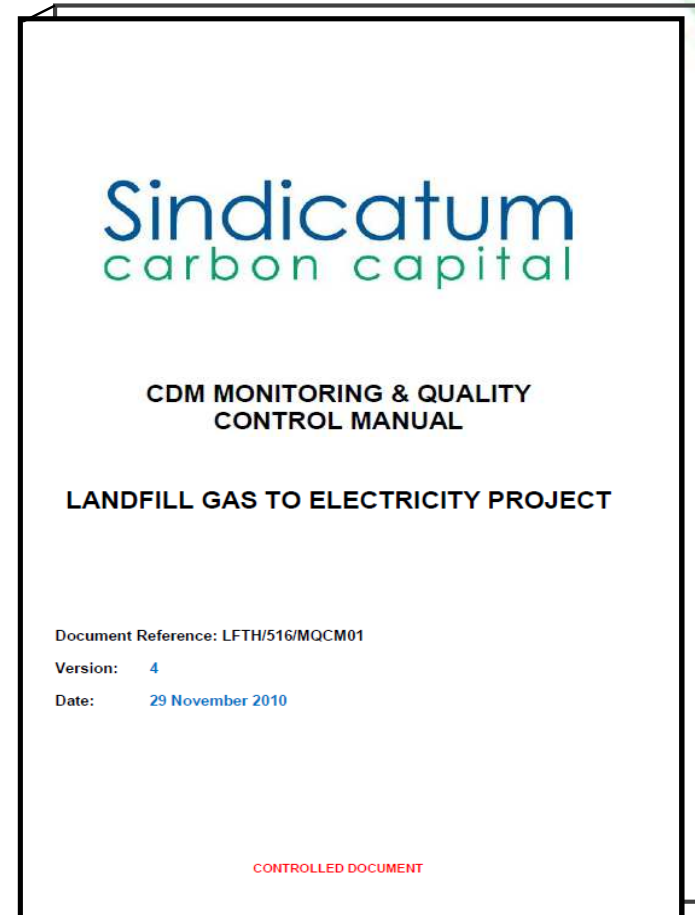 Sindicatum
carbon capital
CDM MONITORING & QUALITY
CONTROL MANUAL
LANDFILL GAS TO ELECTRICITY PROJECT
Document Reference: LFTH/516/MQCM01
Version: 4
Date: 29 November 2010
CONTROLLED DOCUMENT